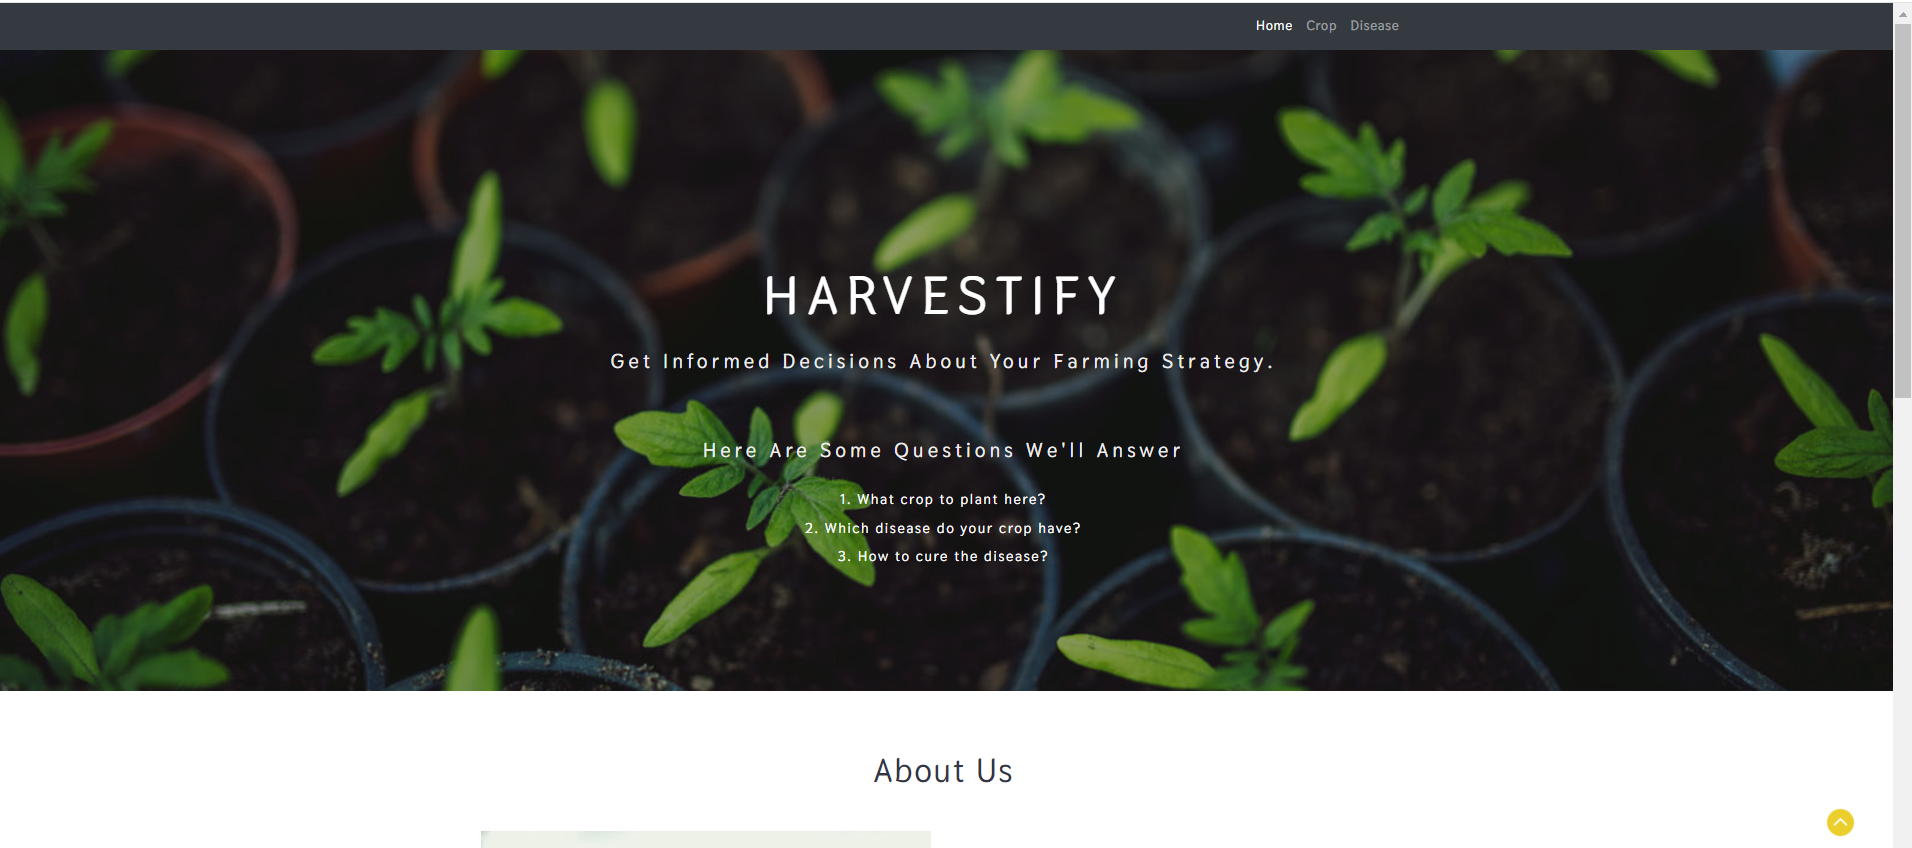 Home Crop Disease
HARVESTIFY
Get Informed Decisions About Your Farming Strategy.
Here Are Some Questions We'll Answer
1. What crop to plant here?
2. Which disease do your crop have?
3. How to cure the disease?
About Us